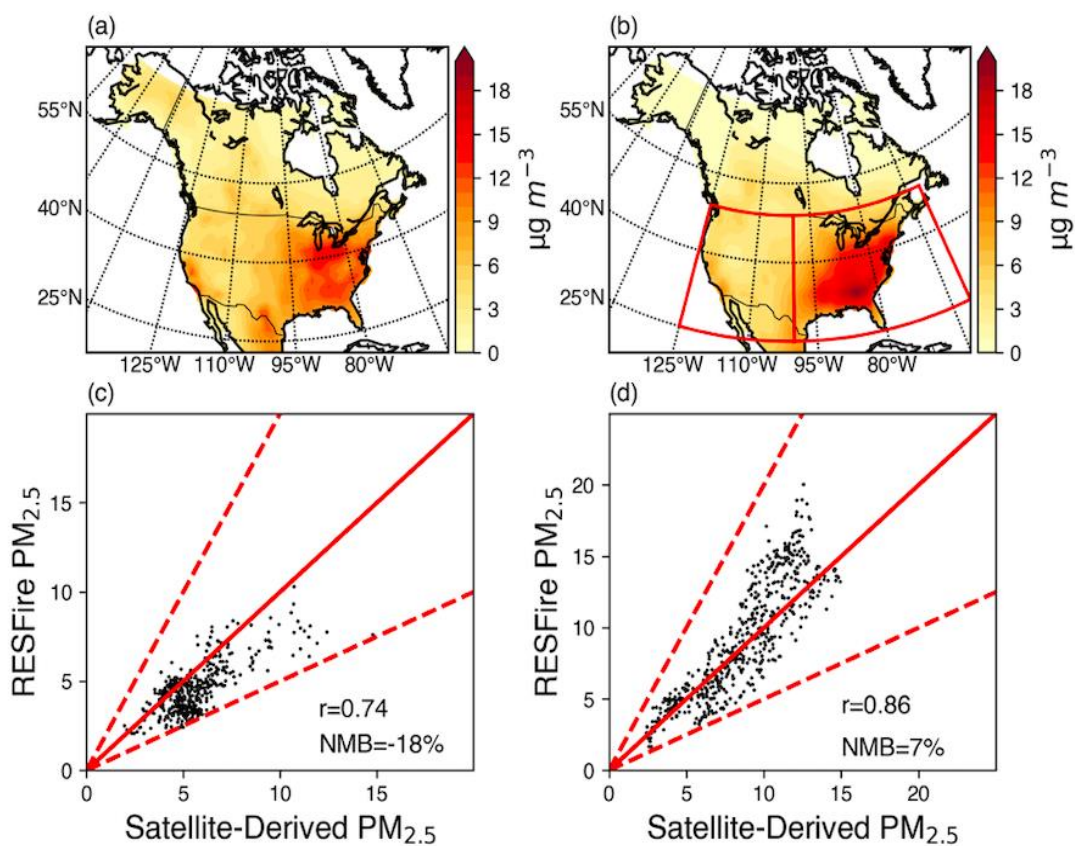 (a)
(b)
55°N
40°N
25°N
125°W 110°W 95°W 80°W
18
15
12
9
6
3
0
μg m⁻³
55°N
40°N
25°N
125°W 110°W 95°W 80°W
18
15
12
9
6
3
0
μg m⁻³
(c)
(d)
RESFire PM₂.₅
15
10
5
0
r=0.74
NMB=-18%
0 5 10 15
Satellite-Derived PM₂.₅
RESFire PM₂.₅
20
15
10
5
0
r=0.86
NMB=7%
0 5 10 15 20
Satellite-Derived PM₂.₅